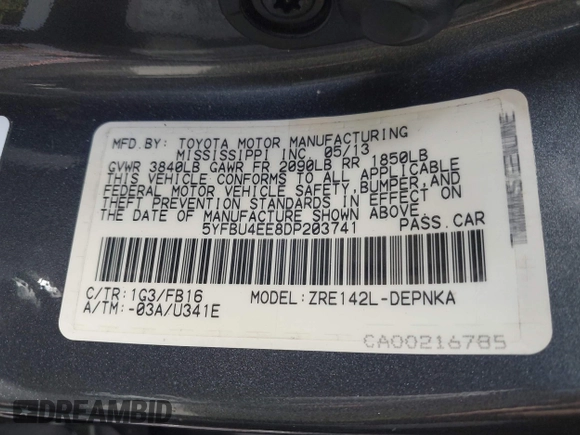 MFD.BY: TOYOTA MOTOR MANUFACTURING
MISSISSIPPI INC. 05/13
GVWR 3840LB GAWR FR 2090LB RR 1850LB
THIS VEHICLE CONFORMS TO ALL APPLICABLE
FEDERAL MOTOR VEHICLE SAFETY,BUMPER,AND
THEFT PREVENTION STANDARDS IN EFFECT ON
THE DATE OF MANUFACTURE SHOWN ABOVE.
5YFBU4EE8DP203741 PASS.CAR
C/TR:1G3/FB16 MODEL:ZRE142L-DEPNKA
A/TM:-03A/U341E
CA00216785
DREAMBID